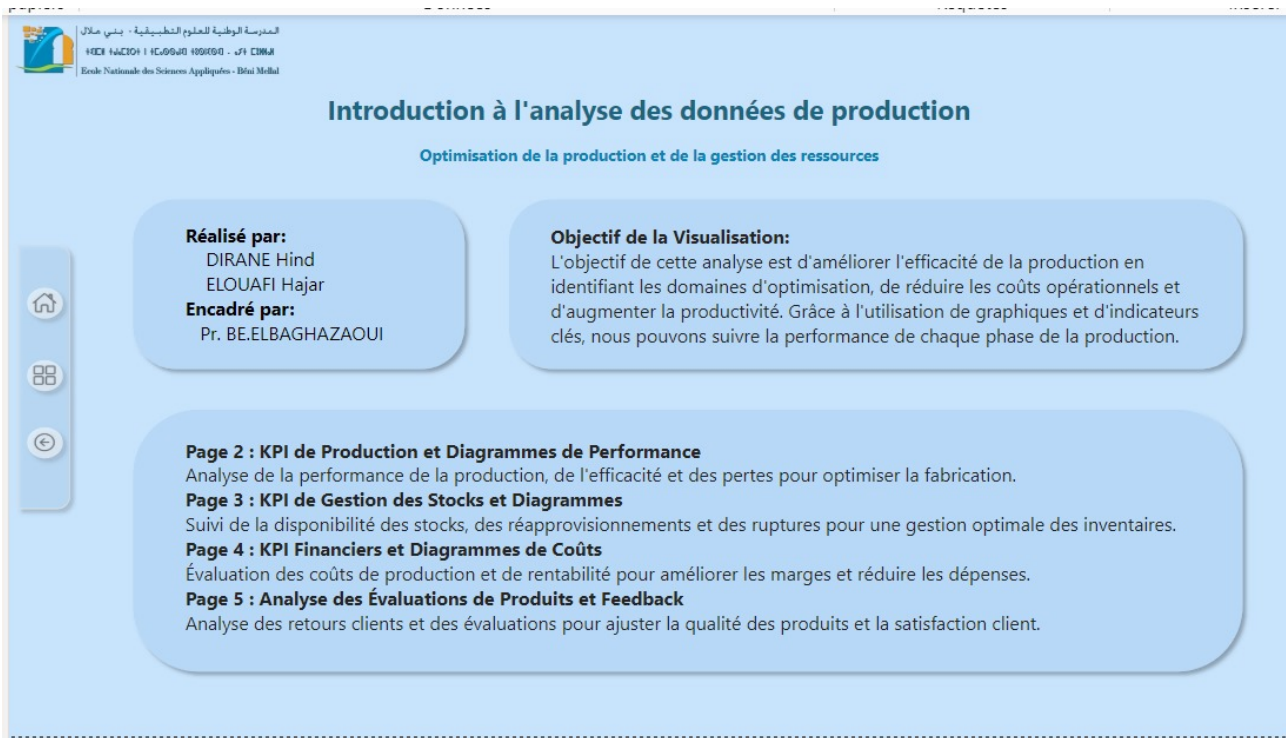 المدرسة الوطنية للعلوم التطبيقية - بني ملال
Ecole Nationale des Sciences Appliquées - Béni Mellal
Introduction à l'analyse des données de production
Optimisation de la production et de la gestion des ressources
Réalisé par:
DIRANE Hind
ELOUAFI Hajar
Encadré par:
Pr. BE.ELBAGHAZAOUI
Objectif de la Visualisation:
L'objectif de cette analyse est d'améliorer l'efficacité de la production en
identifiant les domaines d'optimisation, de réduire les coûts opérationnels et
d'augmenter la productivité. Grâce à l'utilisation de graphiques et d'indicateurs
clés, nous pouvons suivre la performance de chaque phase de la production.
Page 2 : KPI de Production et Diagrammes de Performance
Analyse de la performance de la production, de l'efficacité et des pertes pour optimiser la fabrication.
Page 3 : KPI de Gestion des Stocks et Diagrammes
Suivi de la disponibilité des stocks, des réapprovisionnements et des ruptures pour une gestion optimale des inventaires.
Page 4 : KPI Financiers et Diagrammes de Coûts
Évaluation des coûts de production et de rentabilité pour améliorer les marges et réduire les dépenses.
Page 5 : Analyse des Évaluations de Produits et Feedback
Analyse des retours clients et des évaluations pour ajuster la qualité des produits et la satisfaction client.